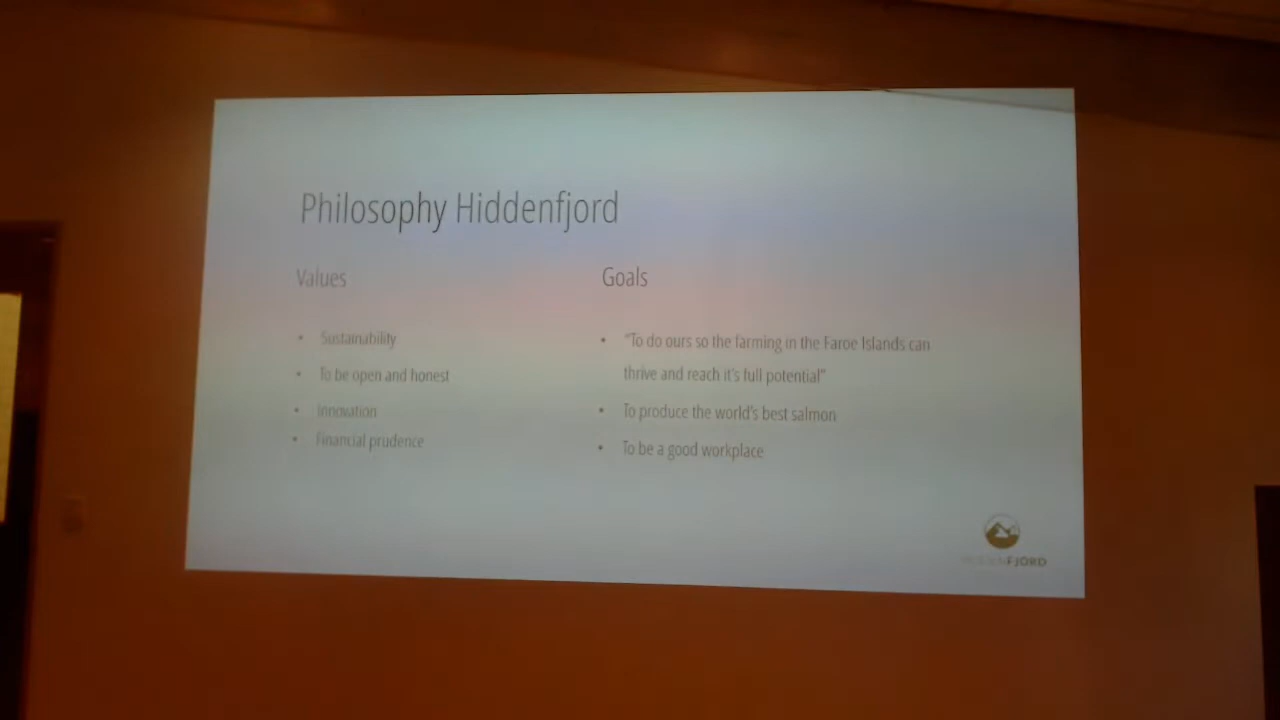 Philosophy Hiddenfjord
Values
• Sustainability
• To be open and honest
• Innovation
• Financial prudence
Goals
• "To do ours so the farming in the Faroe Islands can
thrive and reach it's full potential"
• To produce the world's best salmon
• To be a good workplace
HIDDENFJORD